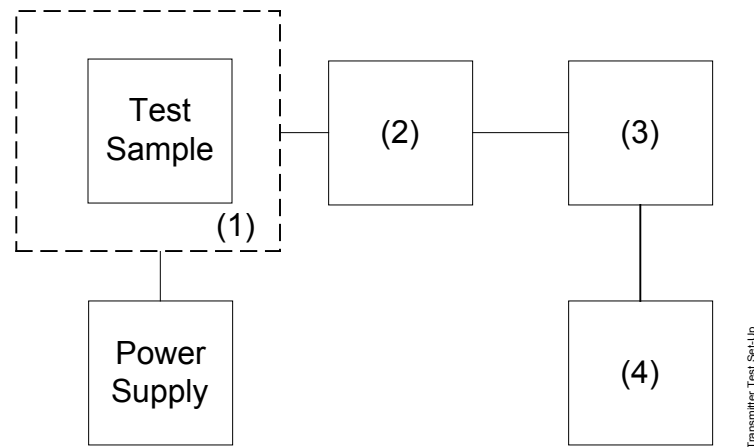 Test
Sample
(1)
(2)
(3)
Power
Supply
(4)
Transmitter Test Set-Up